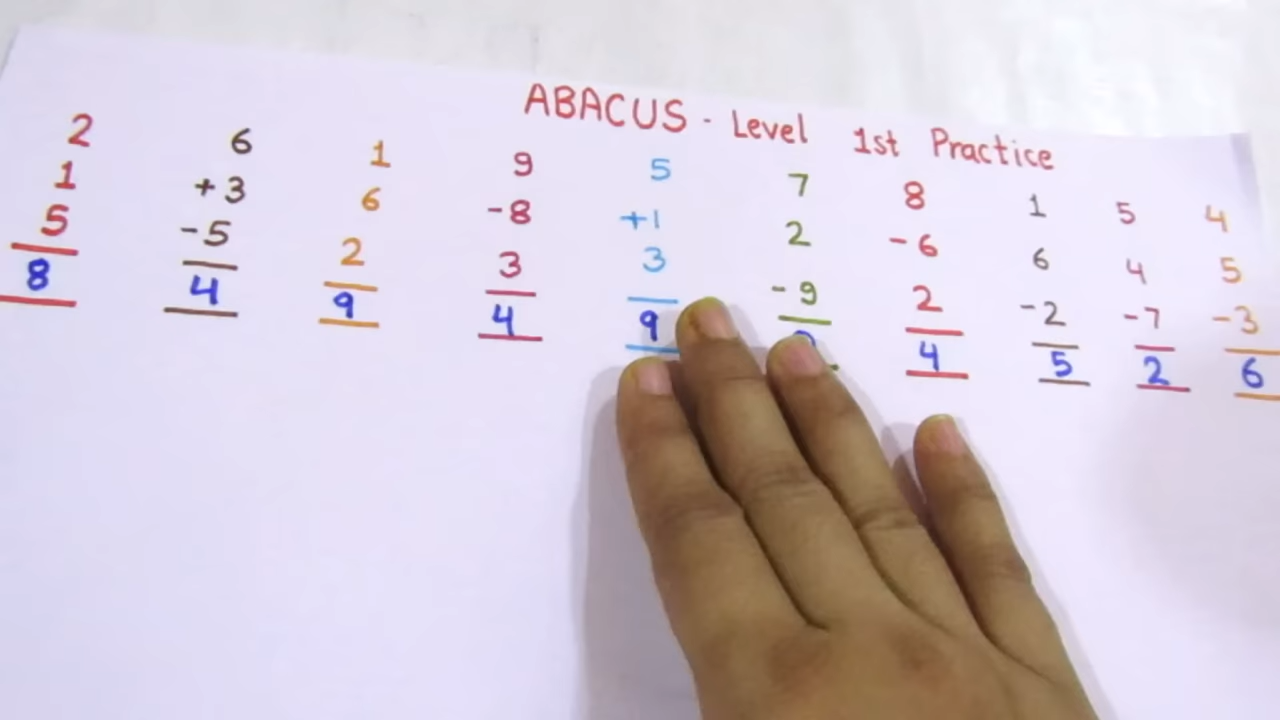 ABACUS - Level 1st Practice
2 6 1 9 5 7 8 1 5 4
1 +3 6 -8 +1 2 -6 6 4 5
5 -5 2 3 3 -9 2 -2 -7 -3
8 4 9 4 9 4 5 2 6